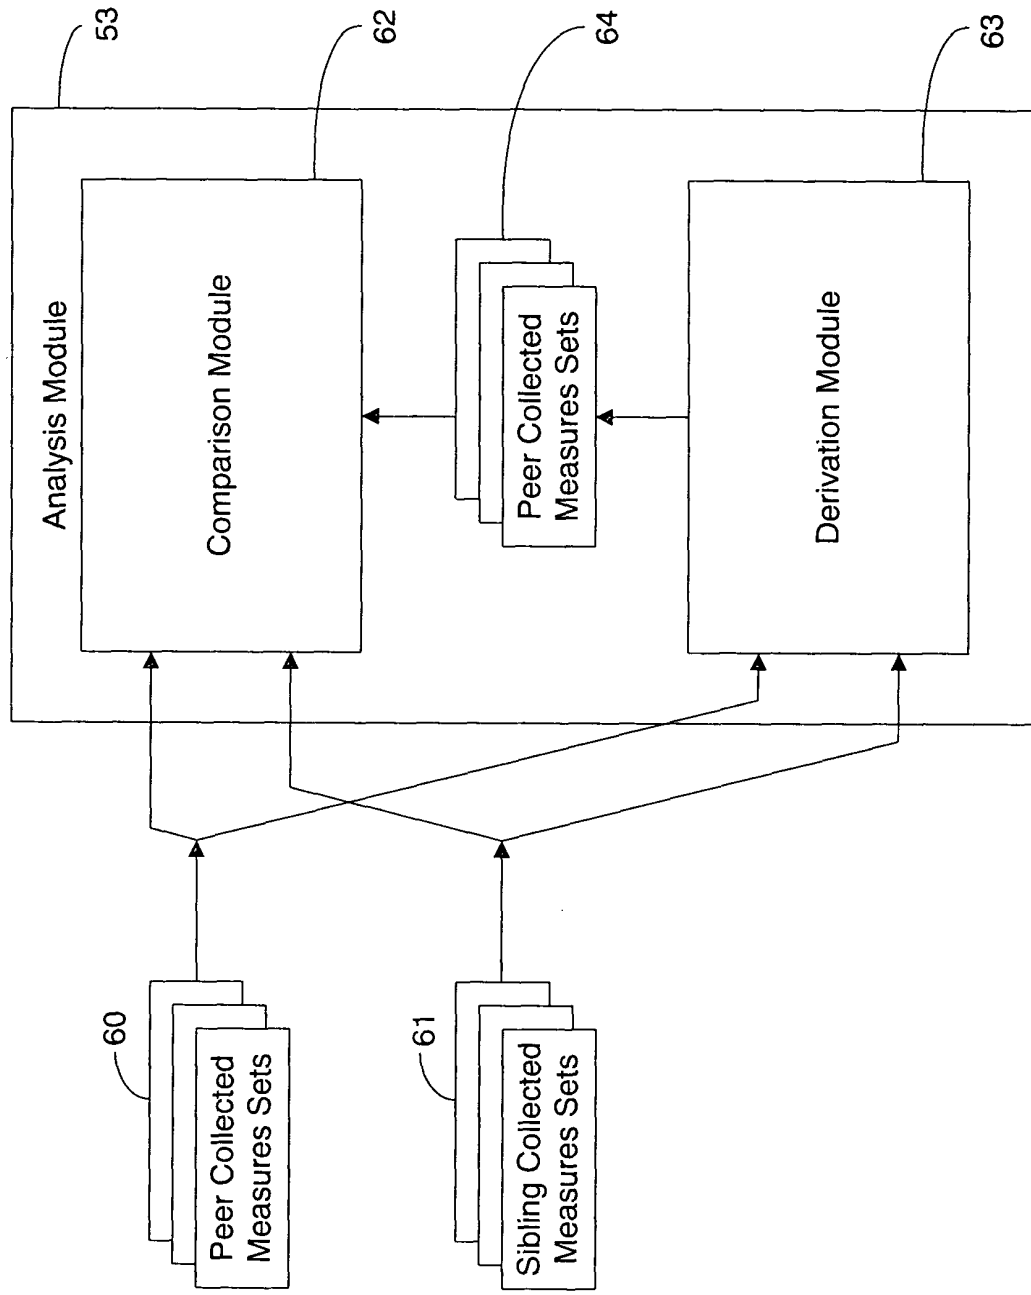 53
Analysis Module
62
Comparison Module
60
Peer Collected
Measures Sets
64
Peer Collected
Measures Sets
61
Sibling Collected
Measures Sets
63
Derivation Module